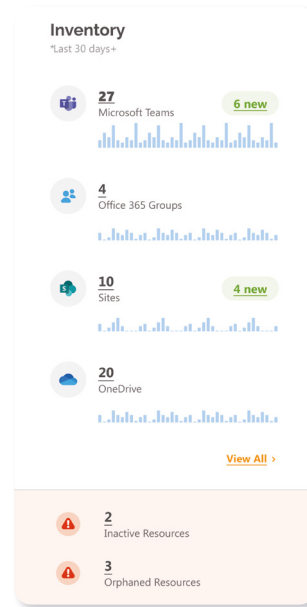 Inventory
*Last 30 days+
27
6 new
Microsoft Teams
4
Office 365 Groups
10
4 new
Sites
20
OneDrive
View All >
2
Inactive Resources
3
Orphaned Resources